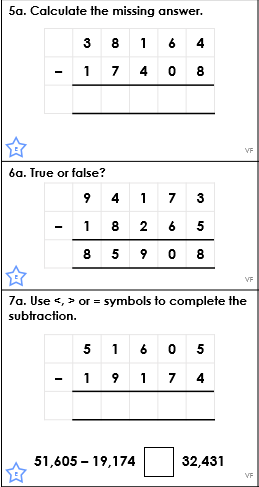 5a. Calculate the missing answer.
3 8 1 6 4
– 1 7 4 0 8
E
VF
6a. True or false?
9 4 1 7 3
– 1 8 2 6 5
8 5 9 0 8
E
VF
7a. Use <, > or = symbols to complete the
subtraction.
5 1 6 0 5
– 1 9 1 7 4
51,605 – 19,174 32,431
E
VF